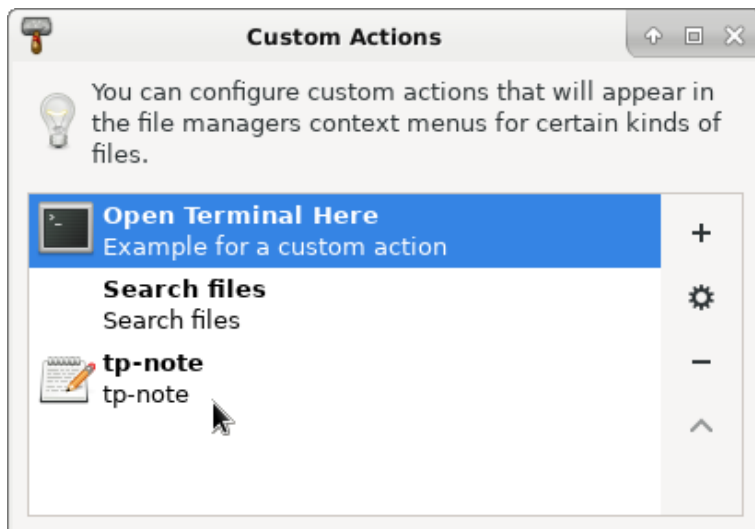 Custom Actions
You can configure custom actions that will appear in
the file managers context menus for certain kinds of
files.
Open Terminal Here
Example for a custom action
Search files
Search files
tp-note
tp-note